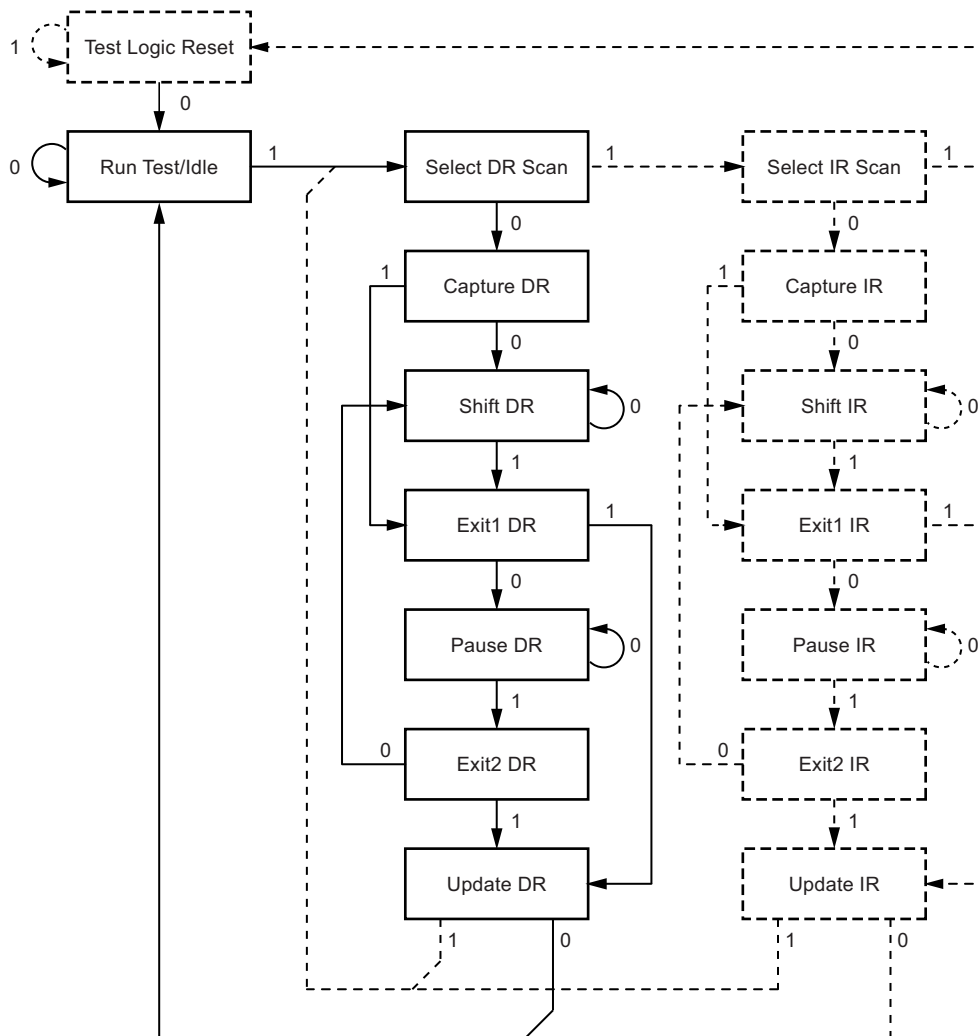 1
Test Logic Reset
0
0
Run Test/Idle
1
Select DR Scan
1
Select IR Scan
1
0
0
1
Capture DR
1
Capture IR
0
0
Shift DR
0
Shift IR
0
1
1
Exit1 DR
1
Exit1 IR
1
0
0
Pause DR
0
Pause IR
0
1
1
0
Exit2 DR
0
Exit2 IR
1
1
Update DR
Update IR
1
0
1
0